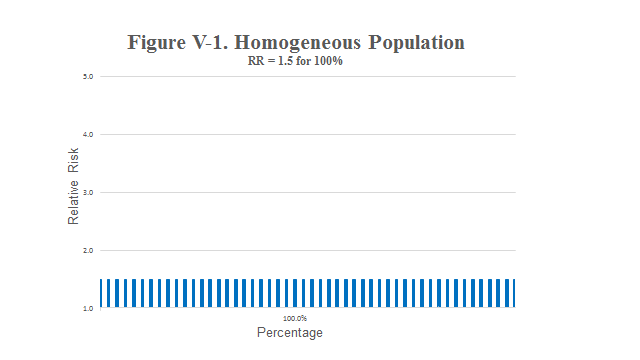 Figure V-1. Homogeneous Population
RR = 1.5 for 100%
5.0
4.0
3.0
2.0
1.0
Relative Risk
100.0%
Percentage